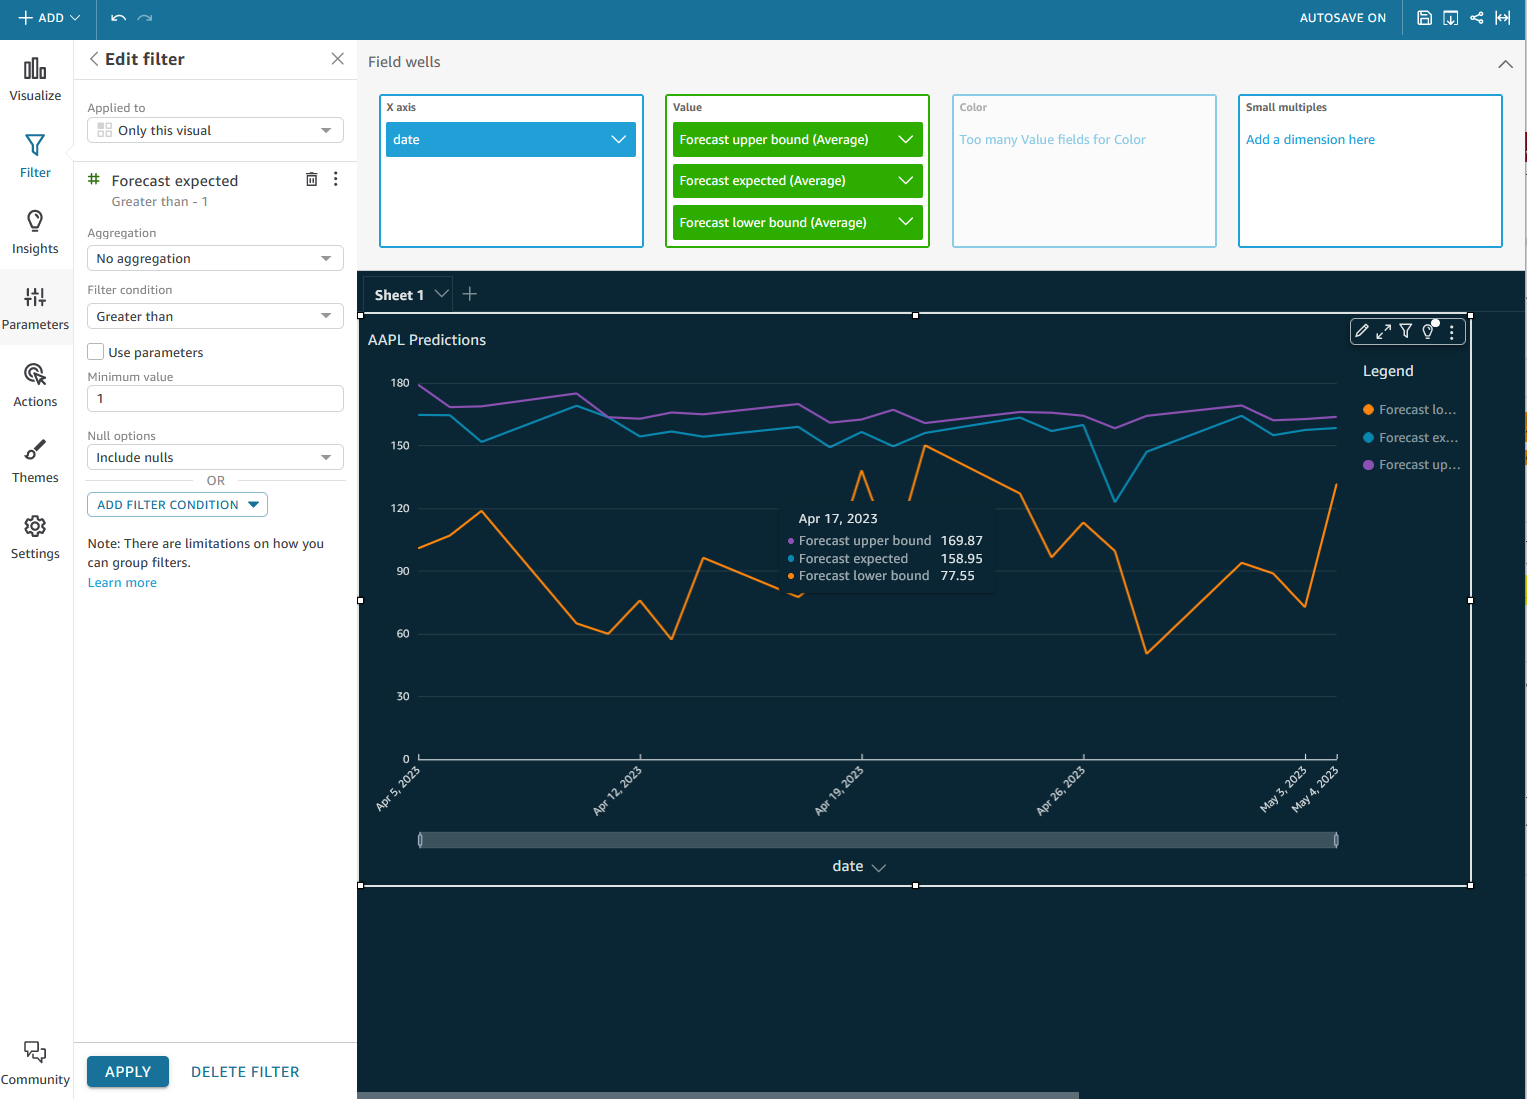 ADD
AUTOSAVE ON
Visualize
Filter
Insights
Parameters
Actions
Themes
Settings
Community
Edit filter
Applied to
Only this visual
Forecast expected
Greater than - 1
Aggregation
No aggregation
Filter condition
Greater than
Use parameters
Minimum value
1
Null options
Include nulls
OR
ADD FILTER CONDITION
Note: There are limitations on how you
can group filters.
Learn more
APPLY
DELETE FILTER
Field wells
X axis
date
Value
Forecast upper bound (Average)
Forecast expected (Average)
Forecast lower bound (Average)
Color
Too many Value fields for Color
Small multiples
Add a dimension here
Sheet 1
AAPL Predictions
180
150
120
90
60
30
0
Apr 17, 2023
Forecast upper bound 169.87
Forecast expected 158.95
Forecast lower bound 77.55
Apr 5, 2023
Apr 12, 2023
Apr 19, 2023
Apr 26, 2023
May 3, 2023
May 4, 2023
date
Legend
Forecast lo...
Forecast ex...
Forecast up...